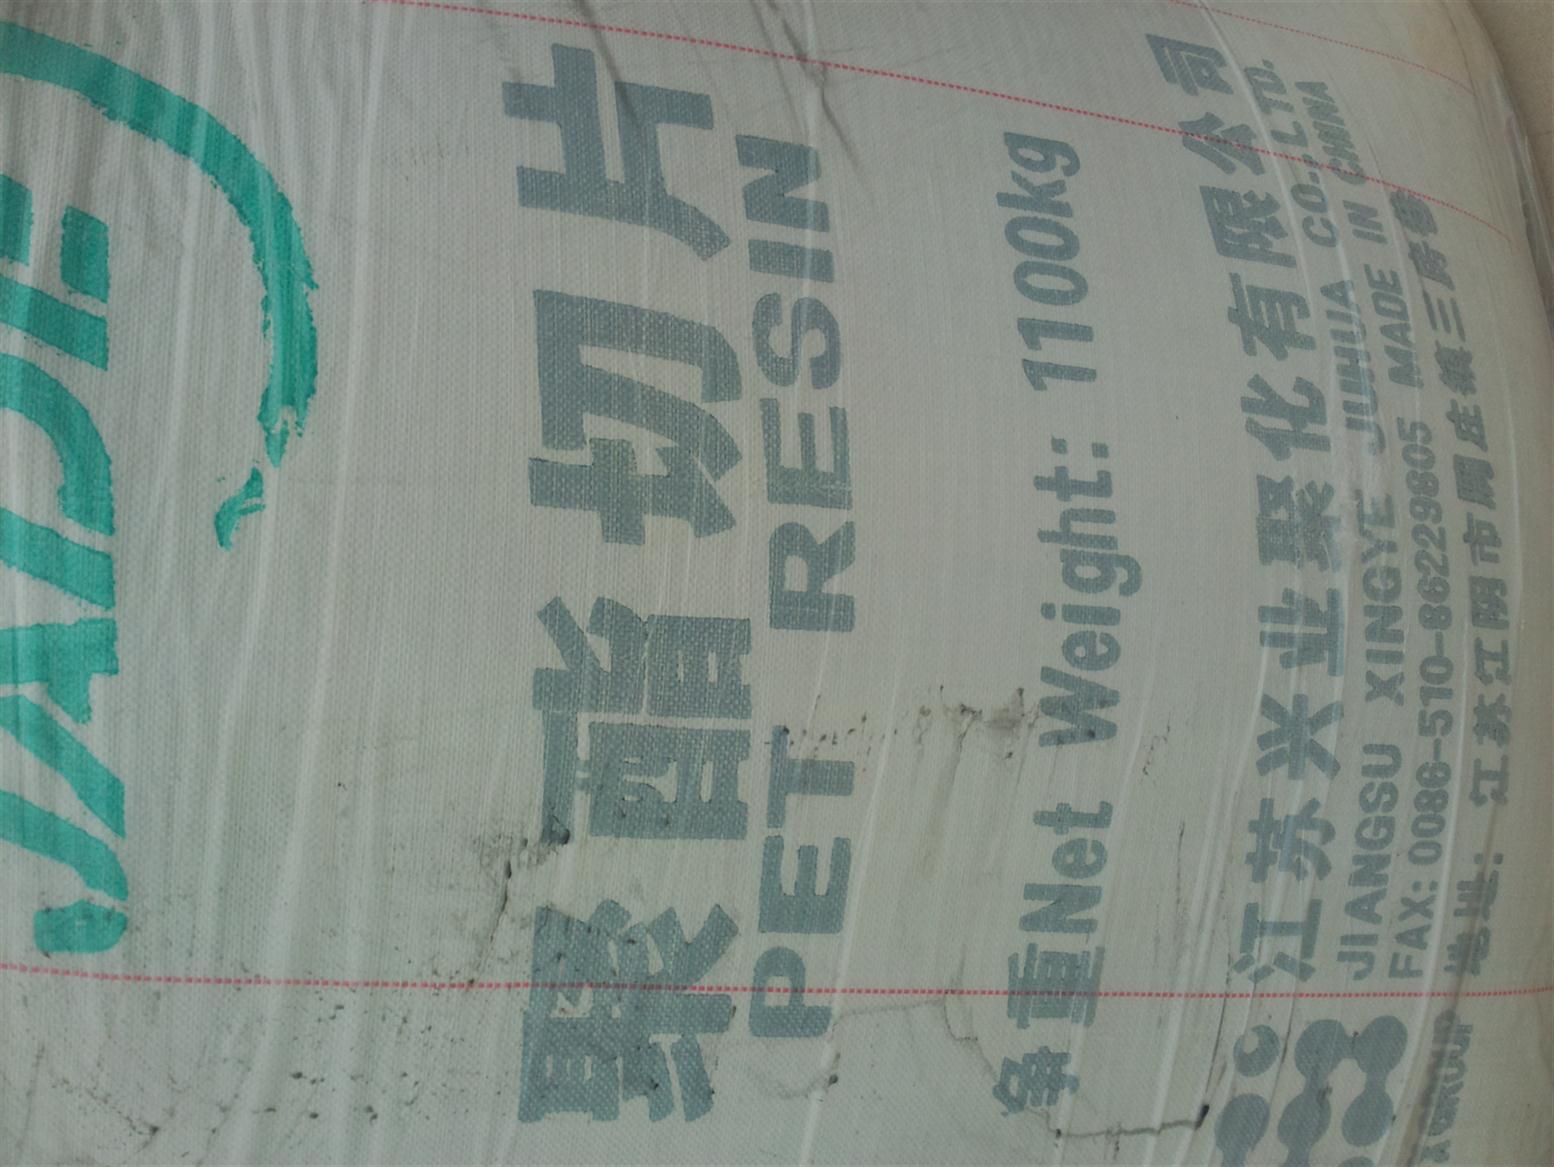 JADE
聚酯切片
PET RESIN
净重Net Weight: 1100kg
江苏兴业聚化有限公司
JIANGSU XINGYE JUHUA CO., LTD.
FAX: 0086-510-86229805 MADE IN CHINA
地址: 江苏江阴市周庄镇三房巷
GROUP